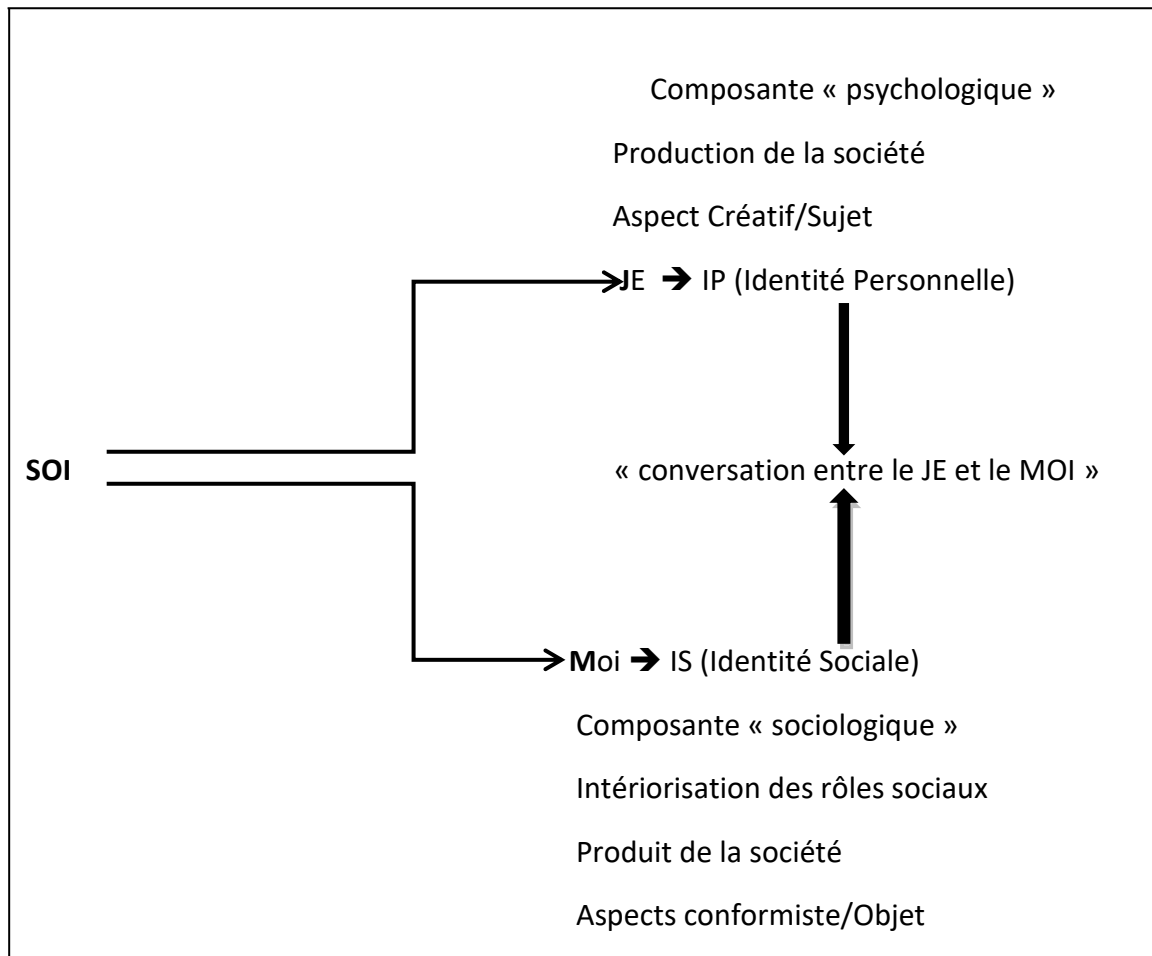 Composante « psychologique »
Production de la société
Aspect Créatif/Sujet
JE ➔ IP (Identité Personnelle)
SOI
« conversation entre le JE et le MOI »
Moi ➔ IS (Identité Sociale)
Composante « sociologique »
Intériorisation des rôles sociaux
Produit de la société
Aspects conformiste/Objet